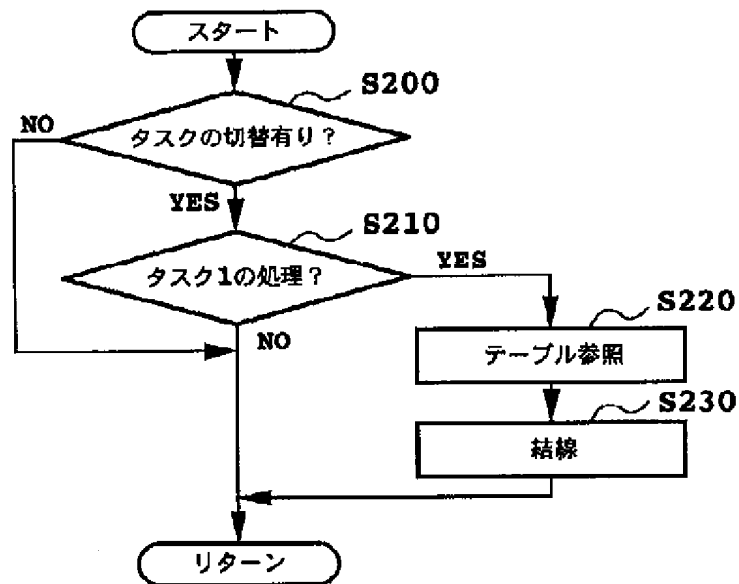 スタート
S200
NO
タスクの切替有り？
YES
S210
タスク1の処理？
YES
NO
S220
テーブル参照
S230
結線
リターン